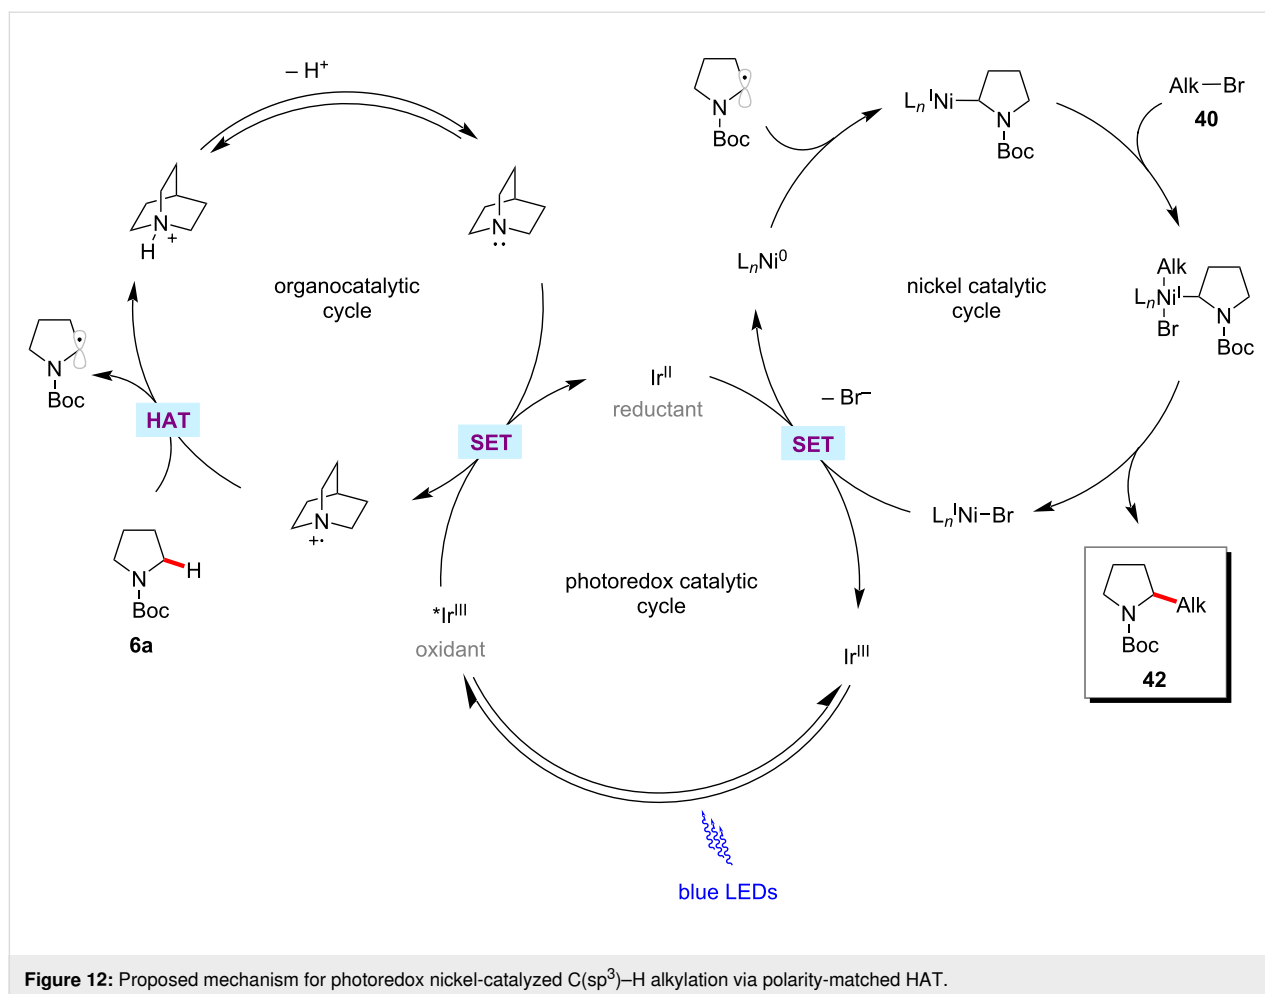 – H⁺
N
H
+
N
organocatalytic
cycle
N
Boc
HAT
N
Boc
H
6a
N
+•
SET
*Irᴵᴵᴵ
oxidant
Irᴵᴵ
reductant
photoredox catalytic
cycle
– Br–
SET
Irᴵᴵᴵ
blue LEDs
N
Boc
LₙNi⁰
LₙᴵNi
N
Boc
Alk—Br
40
nickel catalytic
cycle
Alk
LₙNiᴵ
Br
N
Boc
LₙᴵNi–Br
N
Alk
Boc
42
Figure 12: Proposed mechanism for photoredox nickel-catalyzed C(sp³)–H alkylation via polarity-matched HAT.